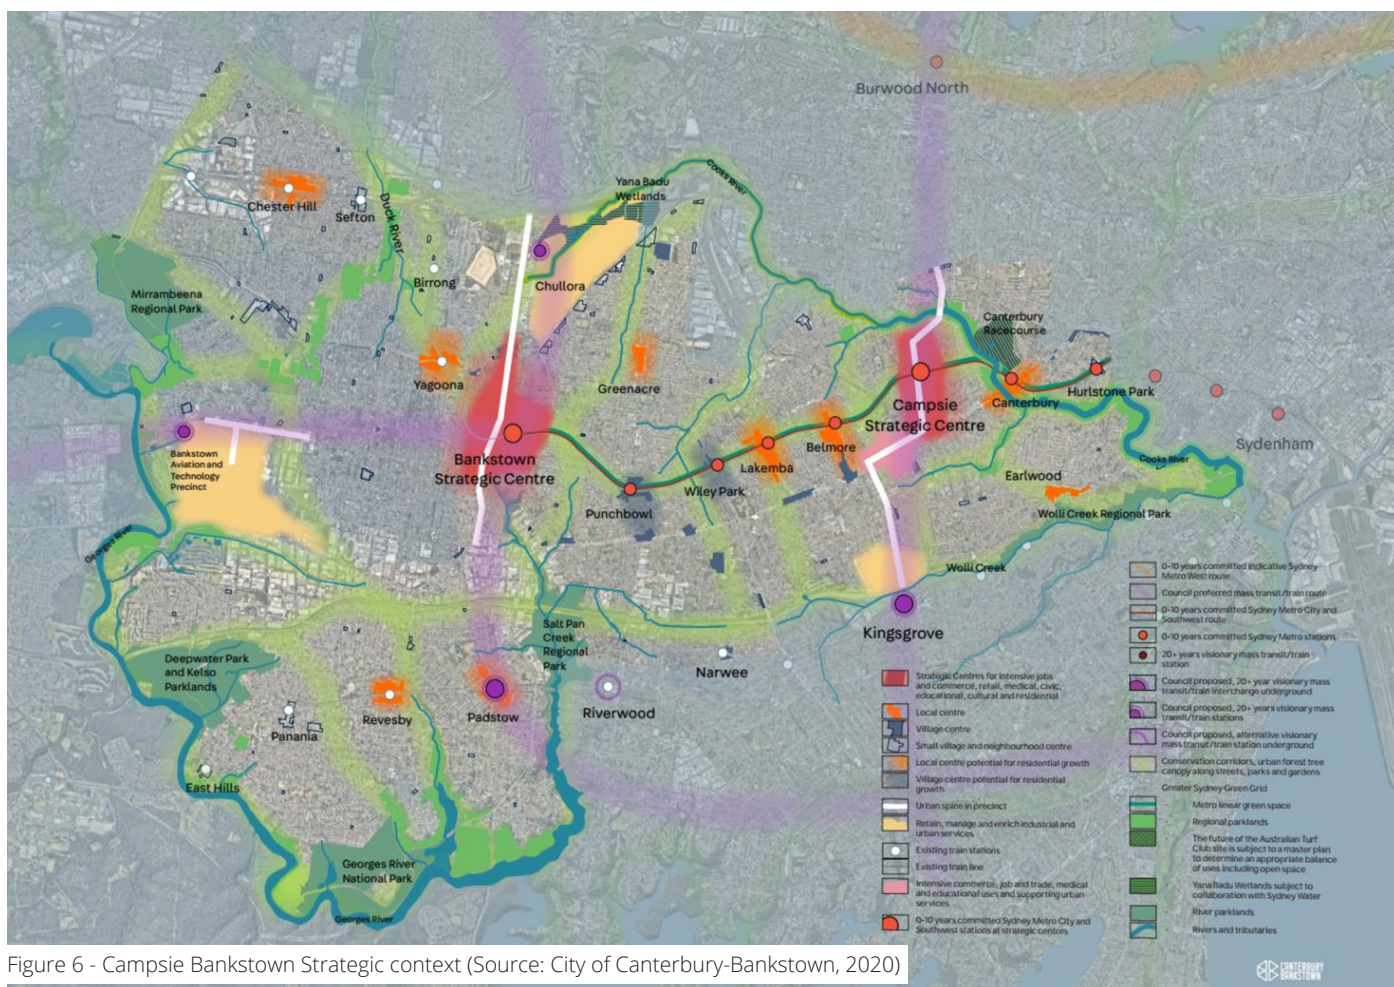 Burwood North
Cooks River
Yana Badu
Wetlands
Chester Hill
Sefton
Duck River
Birrong
Chullora
Mirrambeena
Regional Park
Canterbury
Racecourse
Yagoona
Greenacre
Hurlstone Park
Canterbury
Campsie
Strategic Centre
Sydenham
Belmore
Bankstown
Aviation and
Technology
Precinct
Bankstown
Strategic Centre
Lakemba
Cooks River
Wiley Park
Earlwood
Punchbowl
Wolli Creek Regional Park
Georges River
Wolli Creek
Kingsgrove
Salt Pan
Creek
Regional
Park
Deepwater Park
and Kelso
Parklands
Narwee
Riverwood
Revesby
Padstow
Panania
East Hills
Georges River
National Park
Georges River
Strategic Centres for intensive jobs
and commerce, retail, medical, civic,
educational, cultural and residential
Local centre
Village centre
Small village and neighbourhood centre
Local centre potential for residential growth
Village centre potential for residential
growth
Urban spine in precinct
Retain, manage and enrich industrial and
urban services
Existing train stations
Existing train line
Intensive commerce, job and trade, medical
and educational uses and supporting urban
services
0-10 years committed Sydney Metro City and
Southwest stations at strategic centres
0-10 years committed indicative Sydney
Metro West route
Council preferred mass transit/train route
0-10 years committed Sydney Metro City and
Southwest route
0-10 years committed Sydney Metro stations
20+ years visionary mass transit/train
station
Council proposed, 20+ year visionary mass
transit/train interchange underground
Council proposed, 20+ years visionary mass
transit/train stations
Council proposed, alternative visionary
mass transit/train station underground
Conservation corridors, urban forest tree
canopy along streets, parks and gardens
Greater Sydney Green Grid
Metro linear green space
Regional parklands
The future of the Australian Turf
Club site is subject to a master plan
to determine an appropriate balance
of uses including open space
Yana Badu Wetlands subject to
collaboration with Sydney Water
River parklands
Rivers and tributaries
CANTERBURY
BANKSTOWN
Figure 6 - Campsie Bankstown Strategic context (Source: City of Canterbury-Bankstown, 2020)